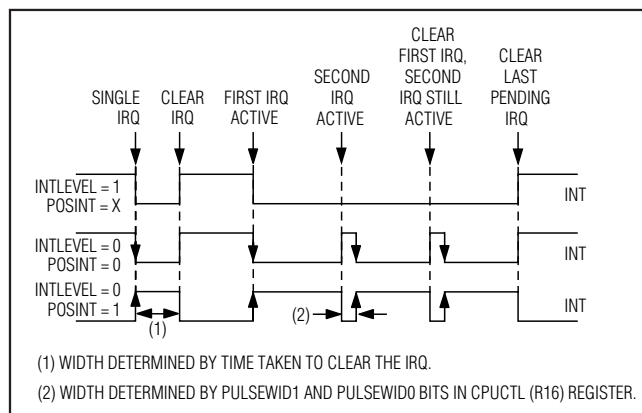 CLEAR
FIRST IRQ,
SECOND
IRQ STILL
ACTIVE
CLEAR
LAST
PENDING
IRQ
SECOND
IRQ
ACTIVE
SINGLE
IRQ
CLEAR
IRQ
FIRST IRQ
ACTIVE
INTLEVEL = 1
POSINT = X
INT
INTLEVEL = 0
POSINT = 0
INT
INTLEVEL = 0
POSINT = 1
(1)
(2)
INT
(1) WIDTH DETERMINED BY TIME TAKEN TO CLEAR THE IRQ.
(2) WIDTH DETERMINED BY PULSEWID1 AND PULSEWID0 BITS IN CPUCTL (R16) REGISTER.